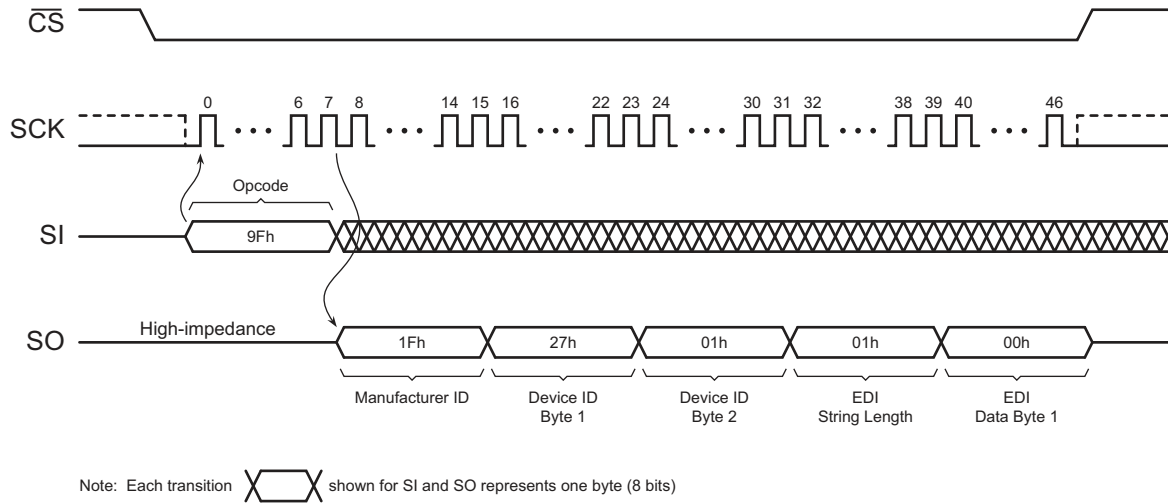 CS
SCK
0 6 7 8 14 15 16 22 23 24 30 31 32 38 39 40 46
Opcode
SI
9Fh
High-impedance
SO
1Fh 27h 01h 01h 00h
Manufacturer ID
Device ID
Byte 1
Device ID
Byte 2
EDI
String Length
EDI
Data Byte 1
Note: Each transition shown for SI and SO represents one byte (8 bits)